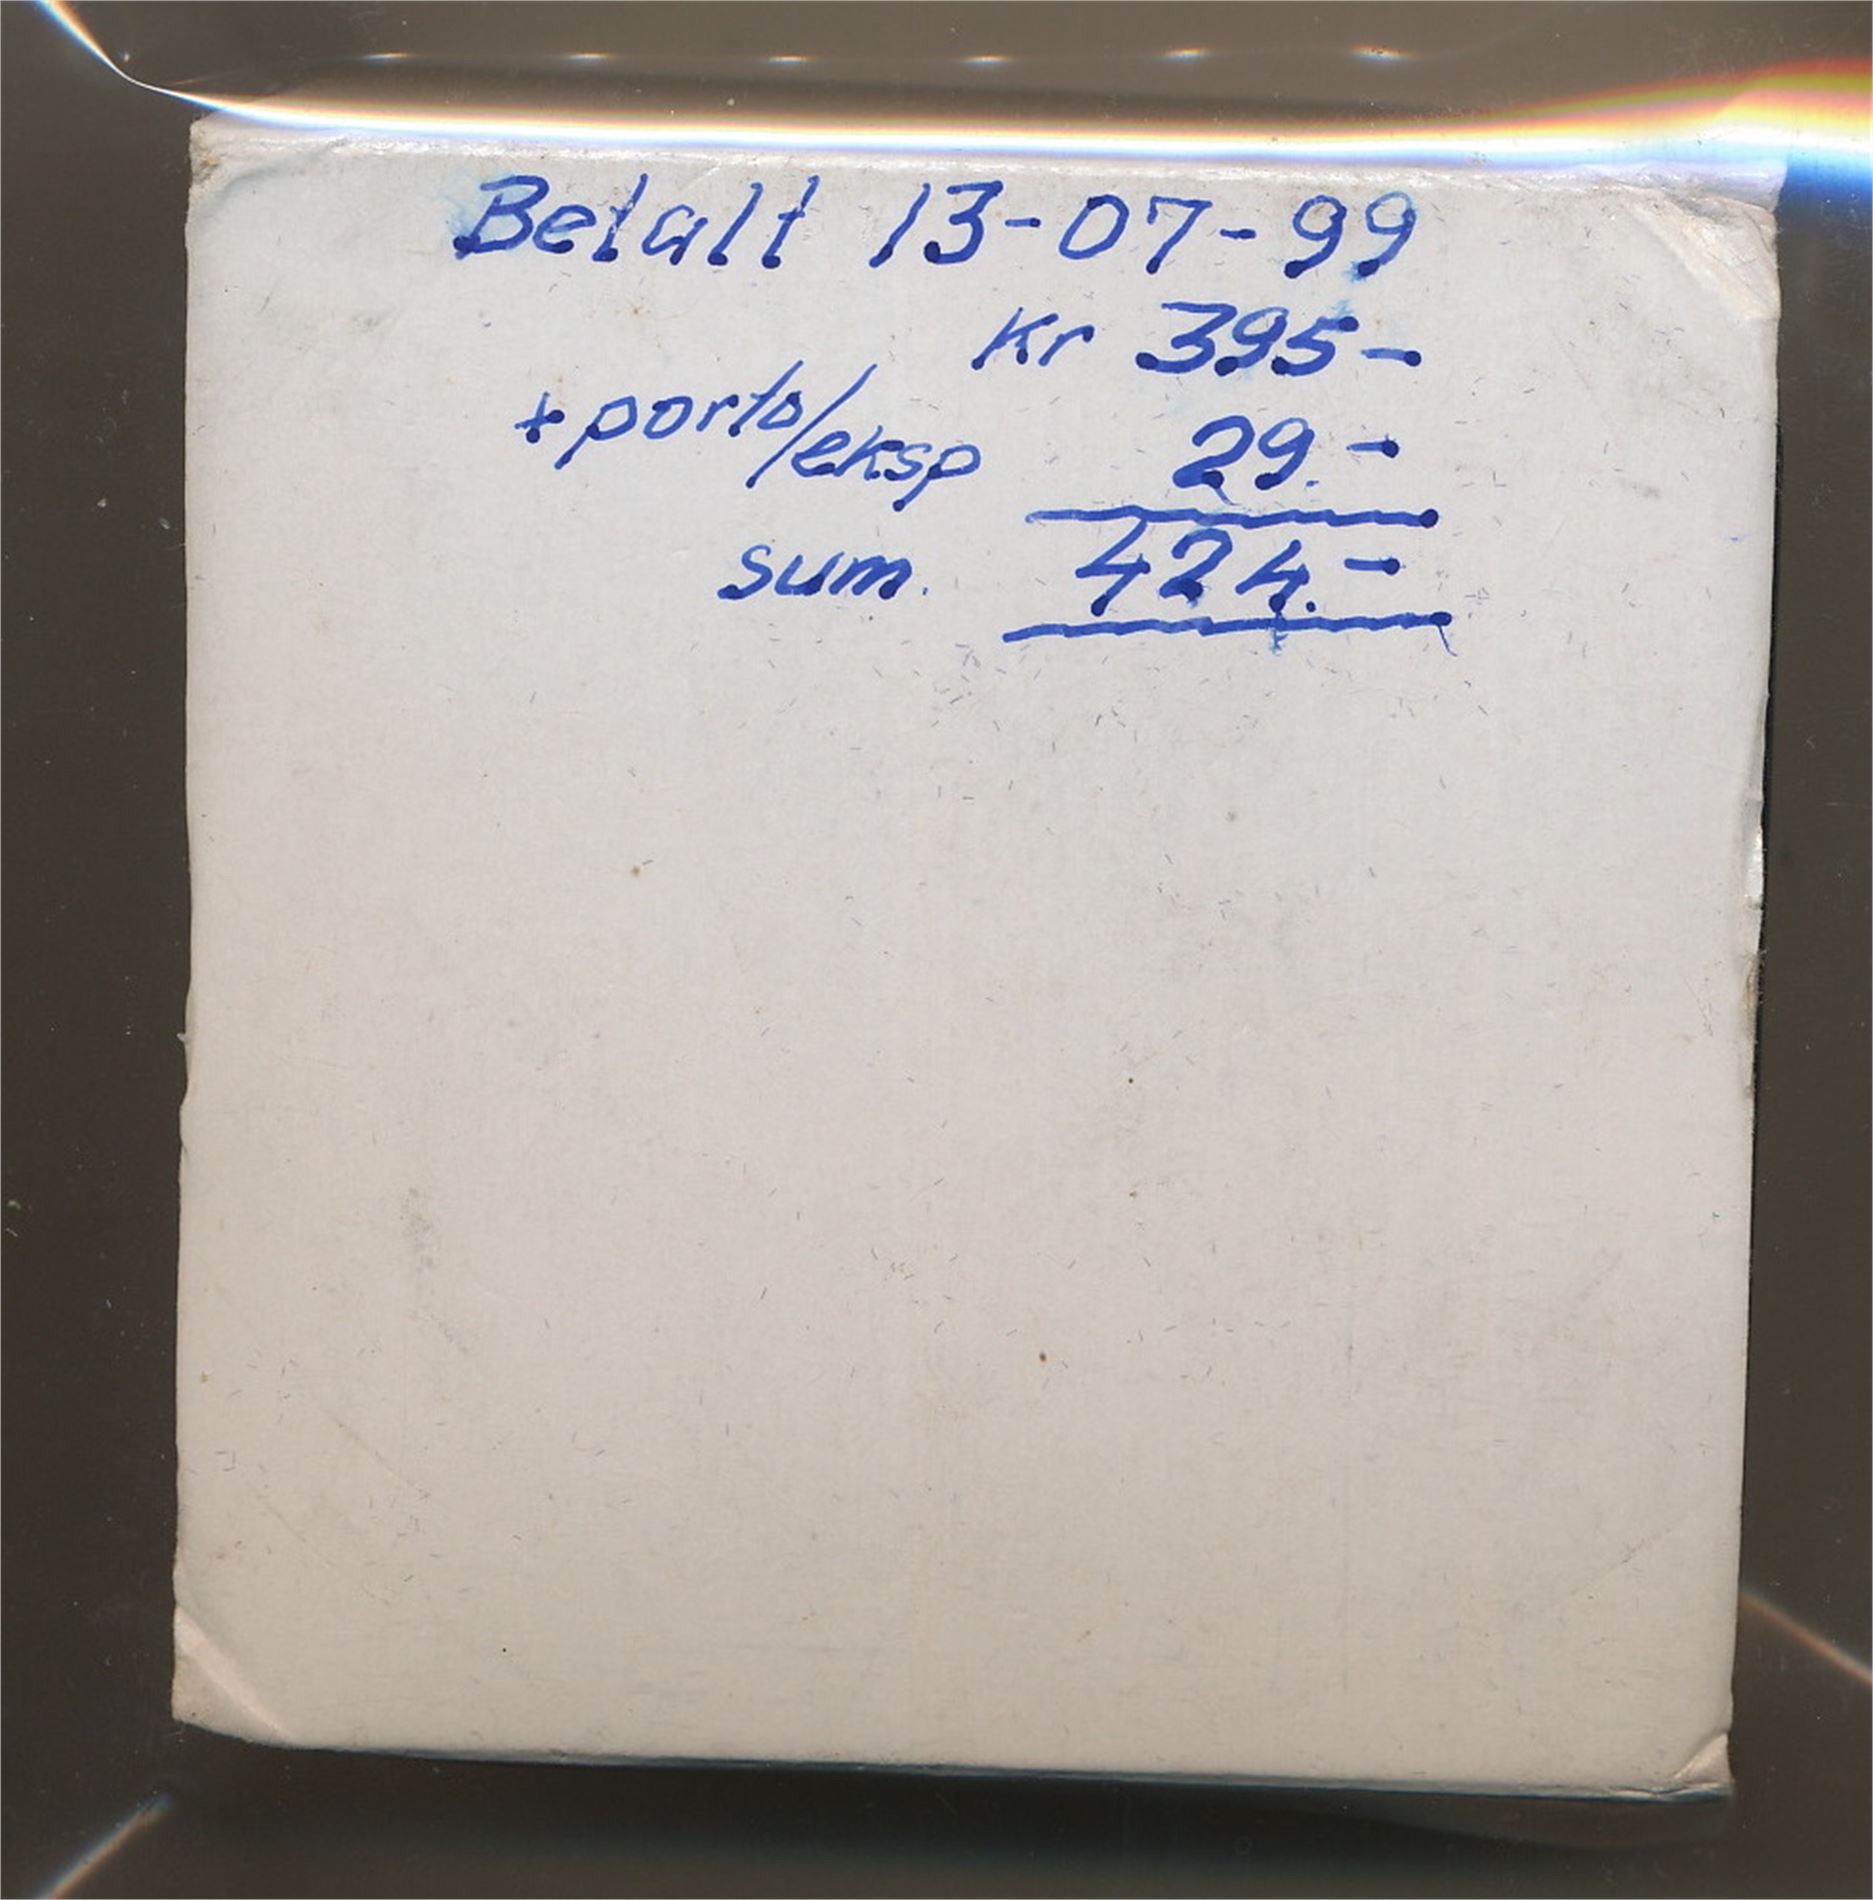 Betalt 13-07-99
kr 395-
+ porto/eksp 29.-
sum. 424.-